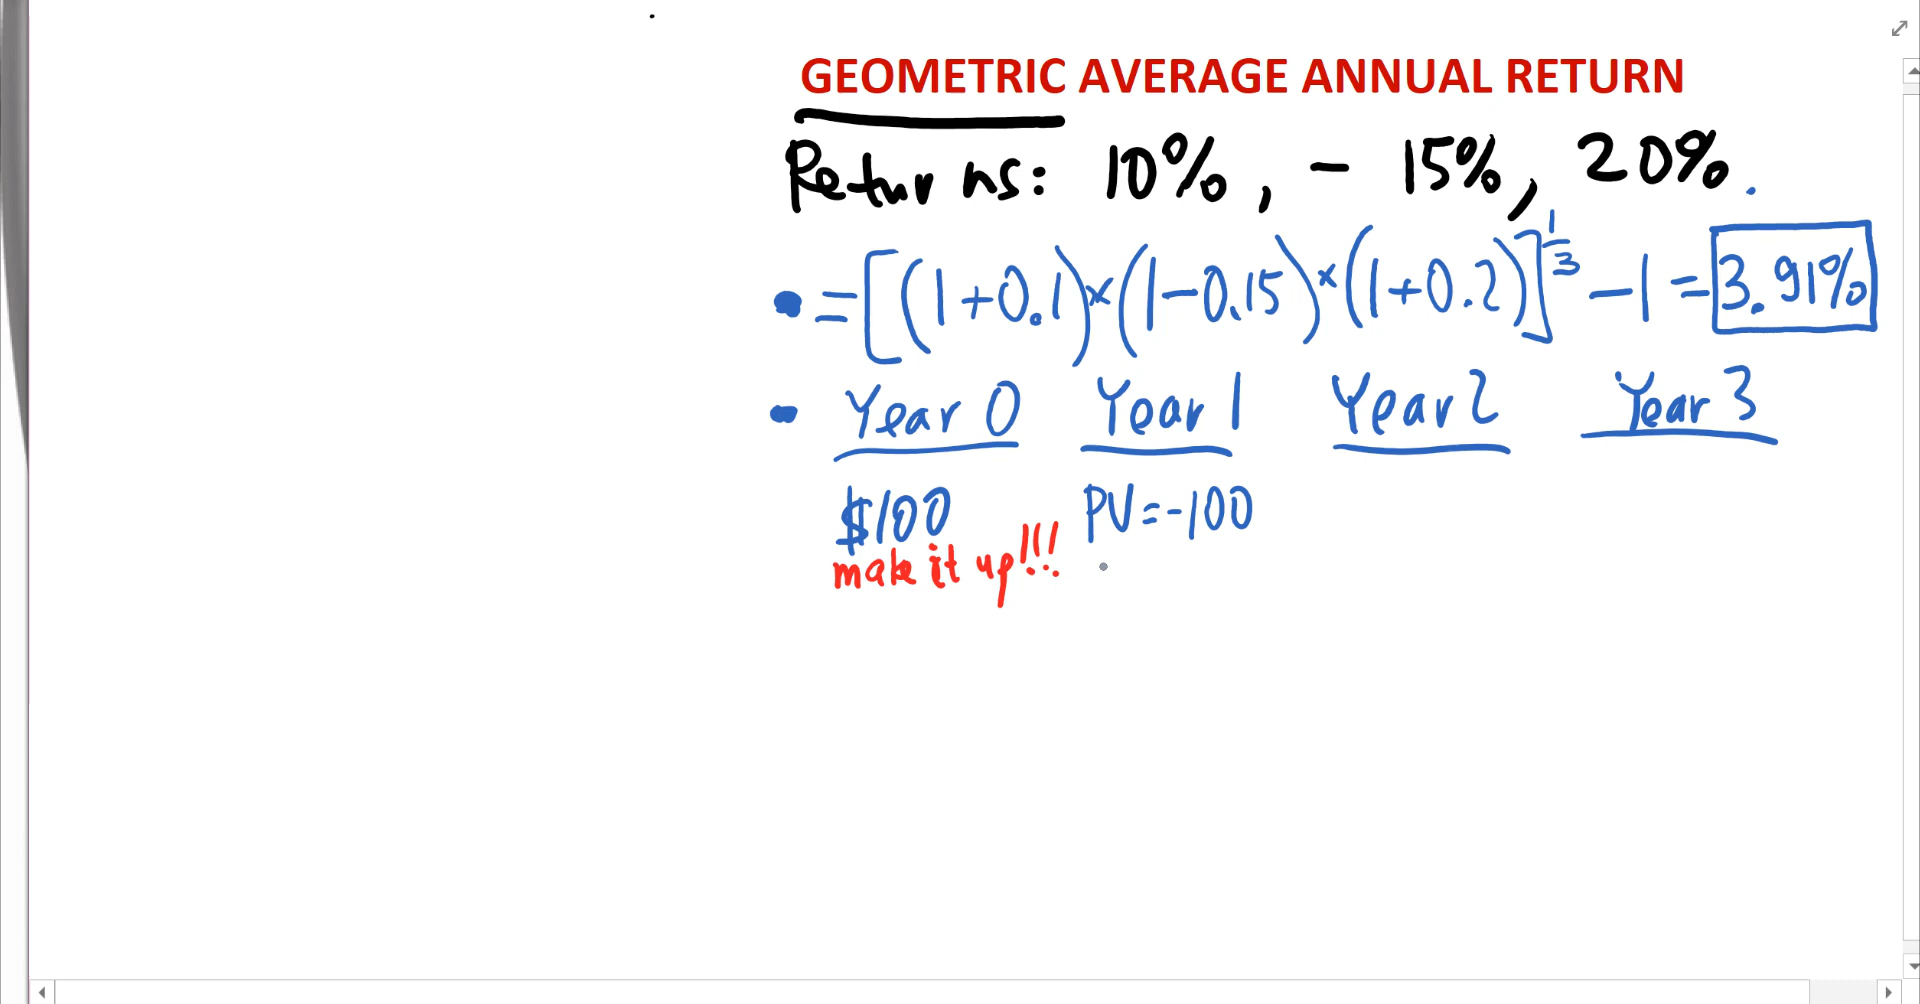 GEOMETRIC AVERAGE ANNUAL RETURN
Returns: 10%, - 15%, 20%.
= [(1+0.1)×(1-0.15)×(1+0.2)]^1/3 - 1 = 3.91%
- Year 0 Year 1 Year 2 Year 3
$100 PV=-100
make it up!!!